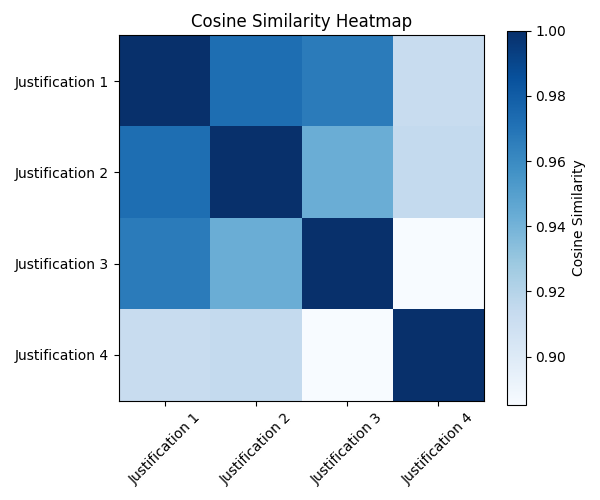 Cosine Similarity Heatmap
Justification 1
Justification 2
Justification 3
Justification 4
Justification 1
Justification 2
Justification 3
Justification 4
1.00
0.98
0.96
0.94
0.92
0.90
Cosine Similarity